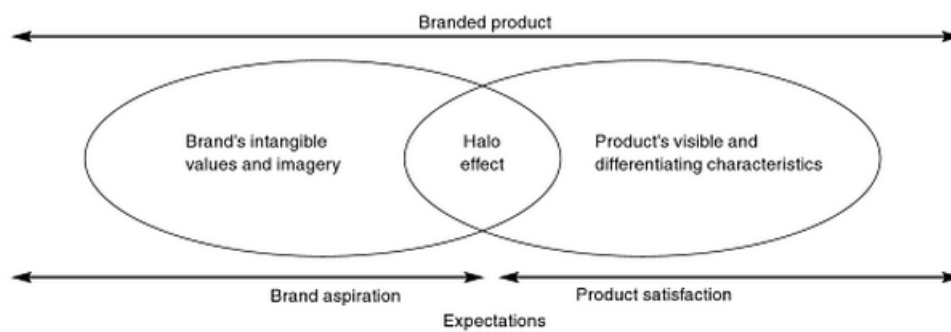 Branded product
Brand's intangible
values and imagery
Halo
effect
Product's visible and
differentiating characteristics
Brand aspiration
Product satisfaction
Expectations